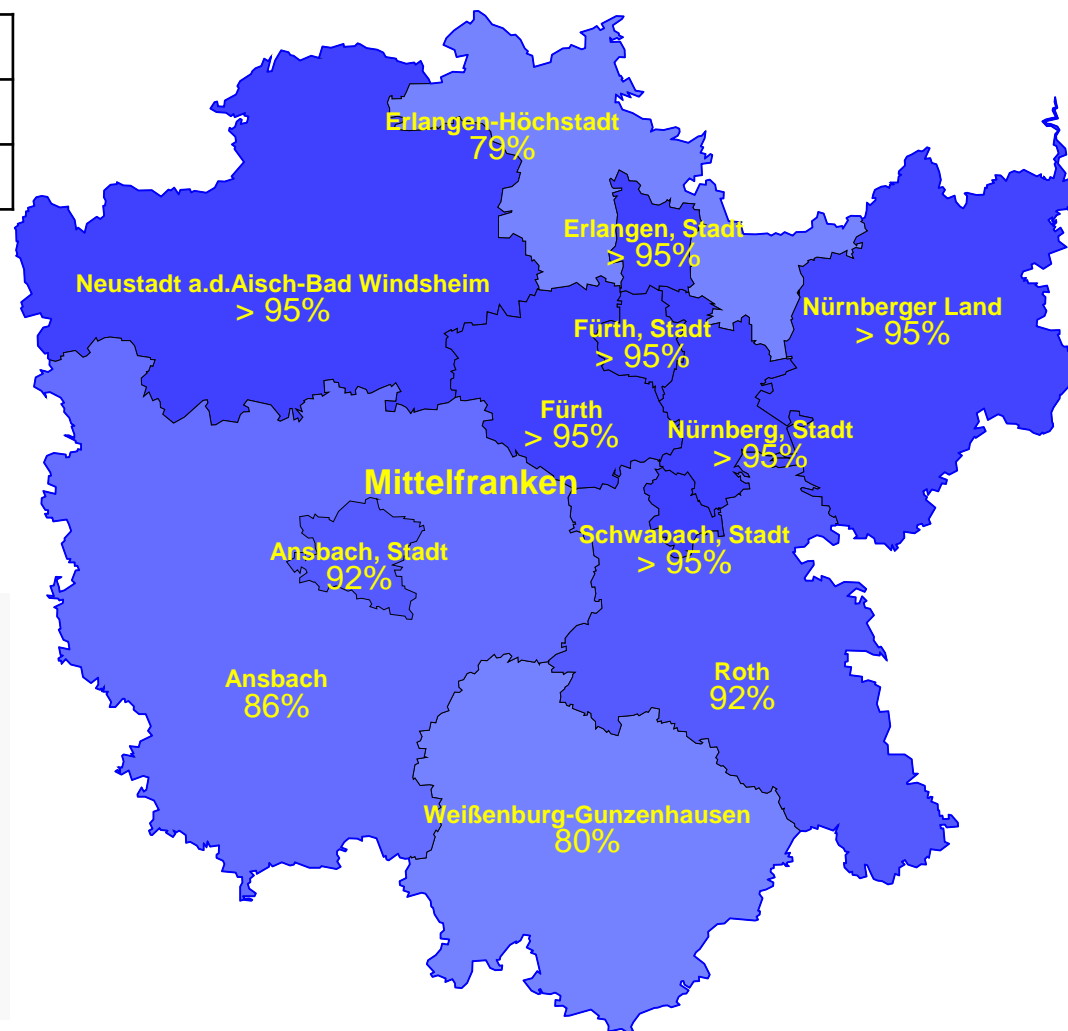 Erlangen-Höchstadt
79%
Erlangen, Stadt
> 95%
Neustadt a.d.Aisch-Bad Windsheim
> 95%
Nürnberger Land
> 95%
Fürth, Stadt
> 95%
Fürth
> 95%
Nürnberg, Stadt
> 95%
Mittelfranken
Schwabach, Stadt
> 95%
Ansbach, Stadt
92%
Ansbach
86%
Roth
92%
Weißenburg-Gunzenhausen
80%